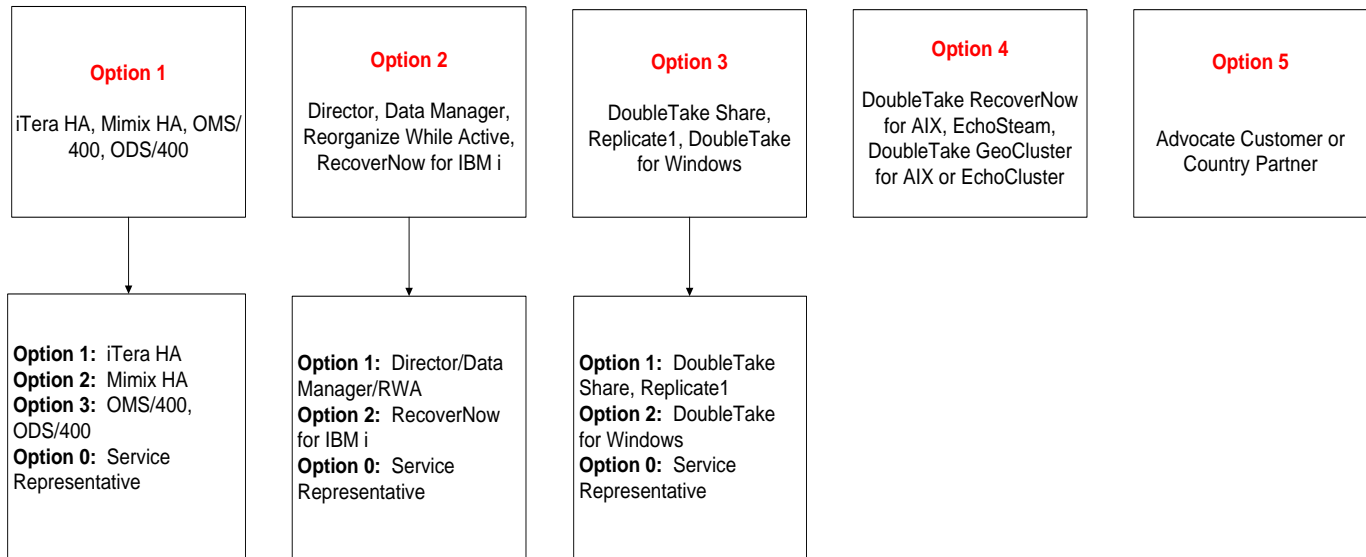 Option 1
iTera HA, Mimix HA, OMS/
400, ODS/400
Option 2
Director, Data Manager,
Reorganize While Active,
RecoverNow for IBM i
Option 3
DoubleTake Share,
Replicate1, DoubleTake
for Windows
Option 4
DoubleTake RecoverNow
for AIX, EchoSteam,
DoubleTake GeoCluster
for AIX or EchoCluster
Option 5
Advocate Customer or
Country Partner
Option 1: iTera HA
Option 2: Mimix HA
Option 3: OMS/400,
ODS/400
Option 0: Service
Representative
Option 1: Director/Data
Manager/RWA
Option 2: RecoverNow
for IBM i
Option 0: Service
Representative
Option 1: DoubleTake
Share, Replicate1
Option 2: DoubleTake
for Windows
Option 0: Service
Representative